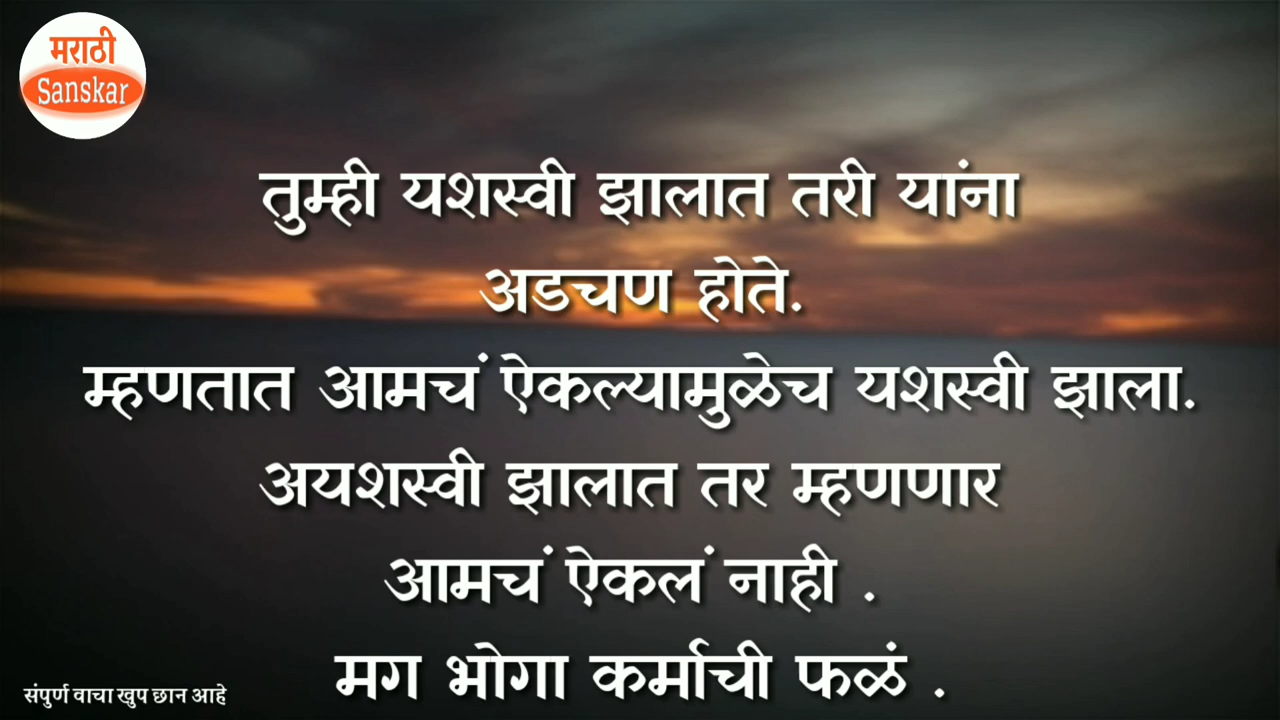 मराठी
Sanskar
तुम्ही यशस्वी झालात तरी यांना
अडचण होते.
म्हणतात आमचं ऐकल्यामुळेच यशस्वी झाला.
अयशस्वी झालात तर म्हणणार
आमचं ऐकलं नाही .
मग भोगा कर्माची फळं .
संपुर्ण वाचा खुप छान आहे